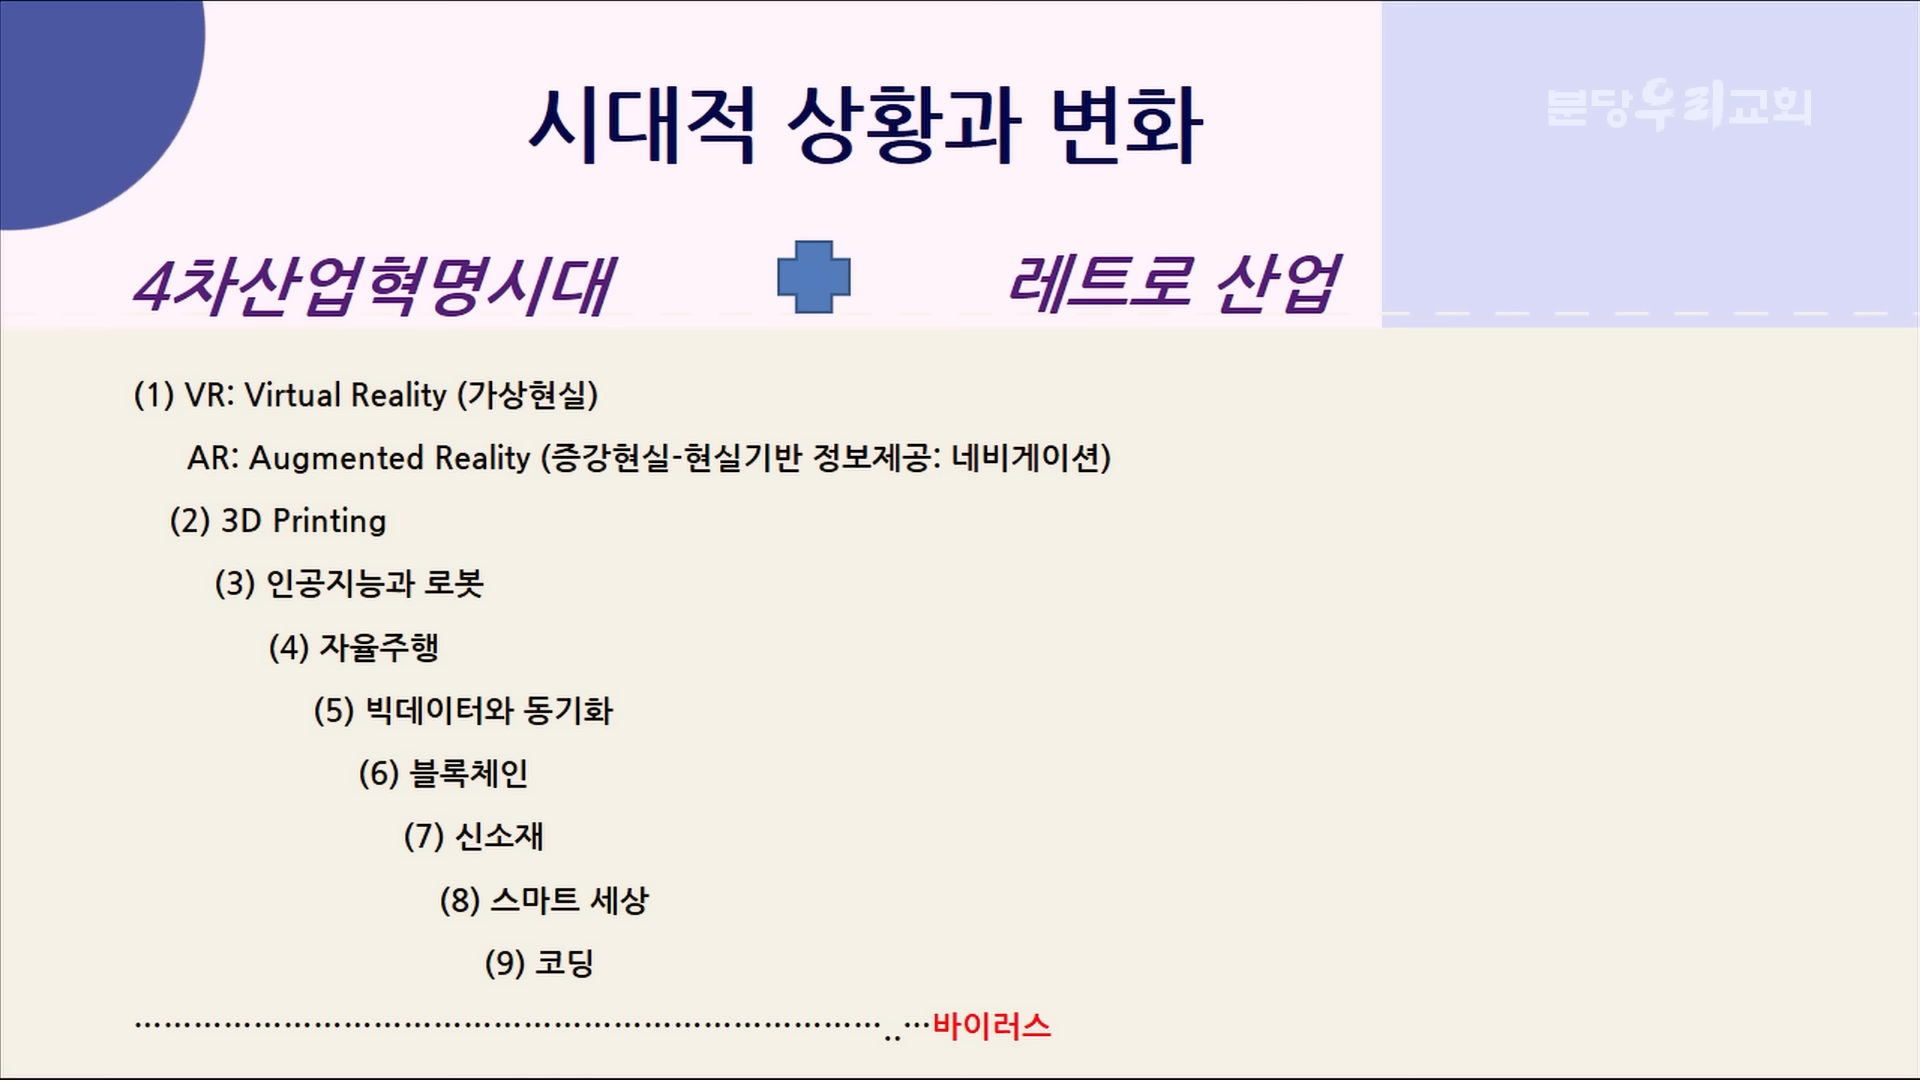 시대적 상황과 변화
분당우리교회
4차산업혁명시대 레트로 산업
(1) VR: Virtual Reality (가상현실)
AR: Augmented Reality (증강현실-현실기반 정보제공: 네비게이션)
(2) 3D Printing
(3) 인공지능과 로봇
(4) 자율주행
(5) 빅데이터와 동기화
(6) 블록체인
(7) 신소재
(8) 스마트 세상
(9) 코딩
…………………………………………………………………..…바이러스